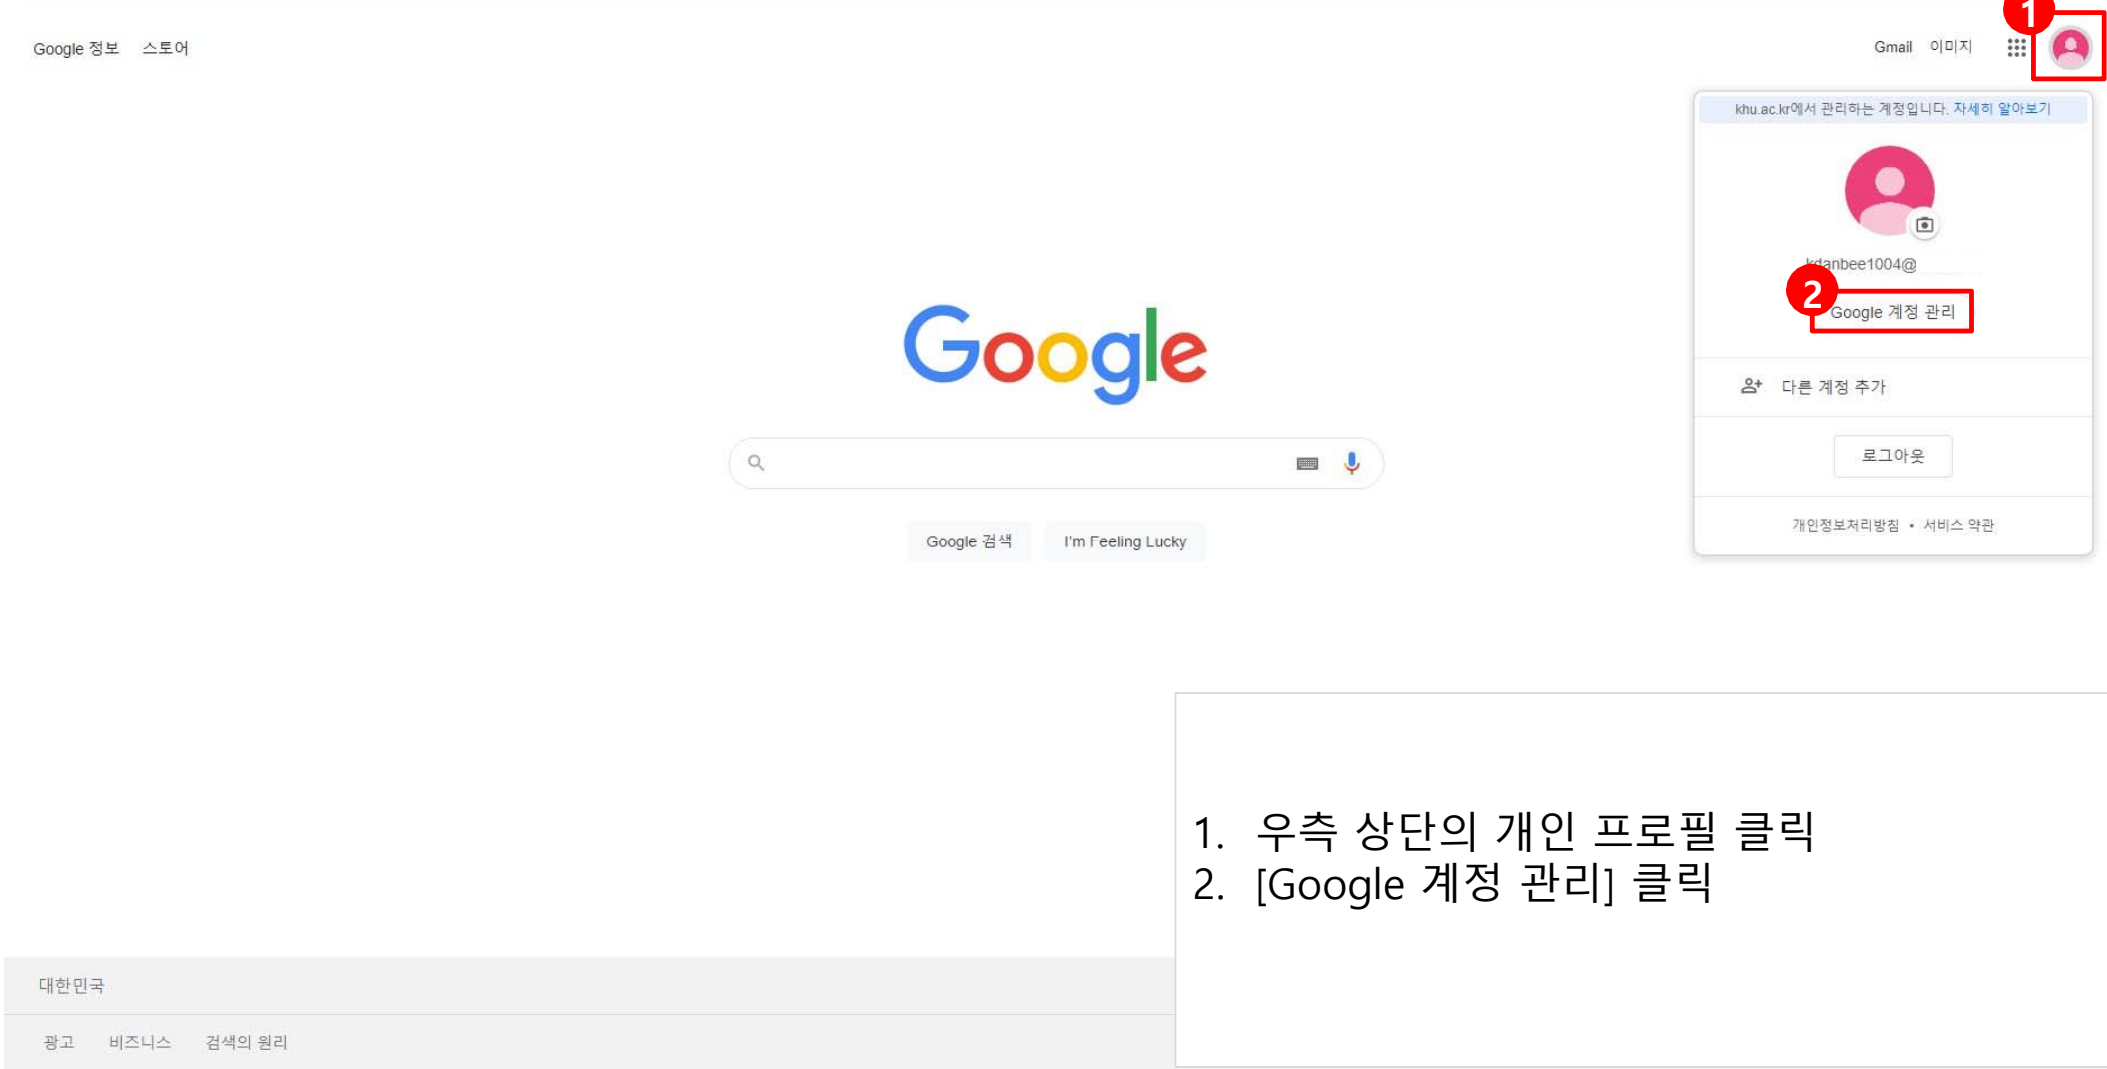 1
Google 정보 스토어
Gmail 이미지
khu.ac.kr에서 관리하는 계정입니다. 자세히 알아보기
kdanbee1004@
2
Google 계정 관리
Google
다른 계정 추가
로그아웃
Google 검색 I'm Feeling Lucky
개인정보처리방침 • 서비스 약관
1. 우측 상단의 개인 프로필 클릭
2. [Google 계정 관리] 클릭
대한민국
광고 비즈니스 검색의 원리